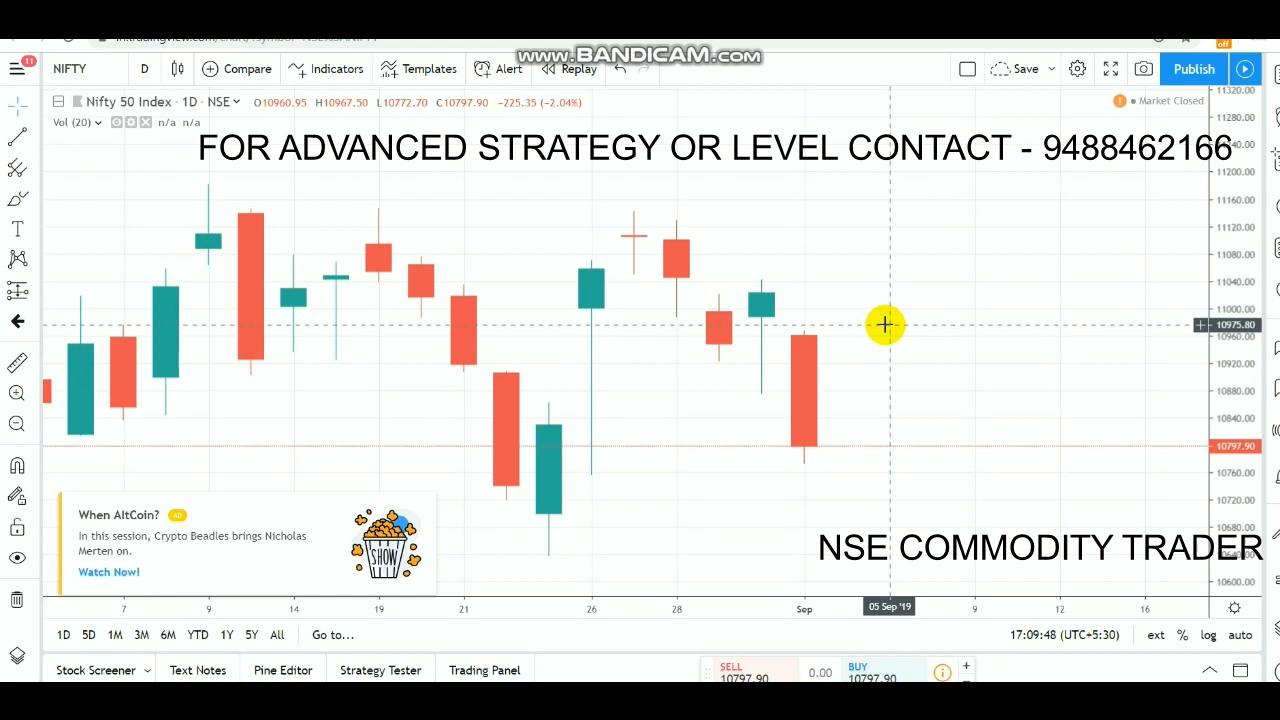 www.BANDICAM.com
off
11
NIFTY
D
Compare
Indicators
Templates
Alert
Replay
Save
Publish
Nifty 50 Index · 1D · NSE
O10960.95 H10967.50 L10772.70 C10797.90 −225.35 (−2.04%)
Market Closed
Vol (20)
n/a n/a
FOR ADVANCED STRATEGY OR LEVEL CONTACT - 9488462166
11320.00
11280.00
11240.00
11200.00
11160.00
11120.00
11080.00
11040.00
11000.00
10975.80
10960.00
10920.00
10880.00
10840.00
10797.90
10760.00
10720.00
10680.00
10640.00
10600.00
When AltCoin?
AD
In this session, Crypto Beadles brings Nicholas
Merten on.
Watch Now!
SHOW
NSE COMMODITY TRADER
7 9 14 19 21 26 28 Sep 05 Sep '19 9 12 16
1D 5D 1M 3M 6M YTD 1Y 5Y All Go to...
17:09:48 (UTC+5:30) ext % log auto
Stock Screener
Text Notes
Pine Editor
Strategy Tester
Trading Panel
SELL
10797.90
0.00
BUY
10797.90